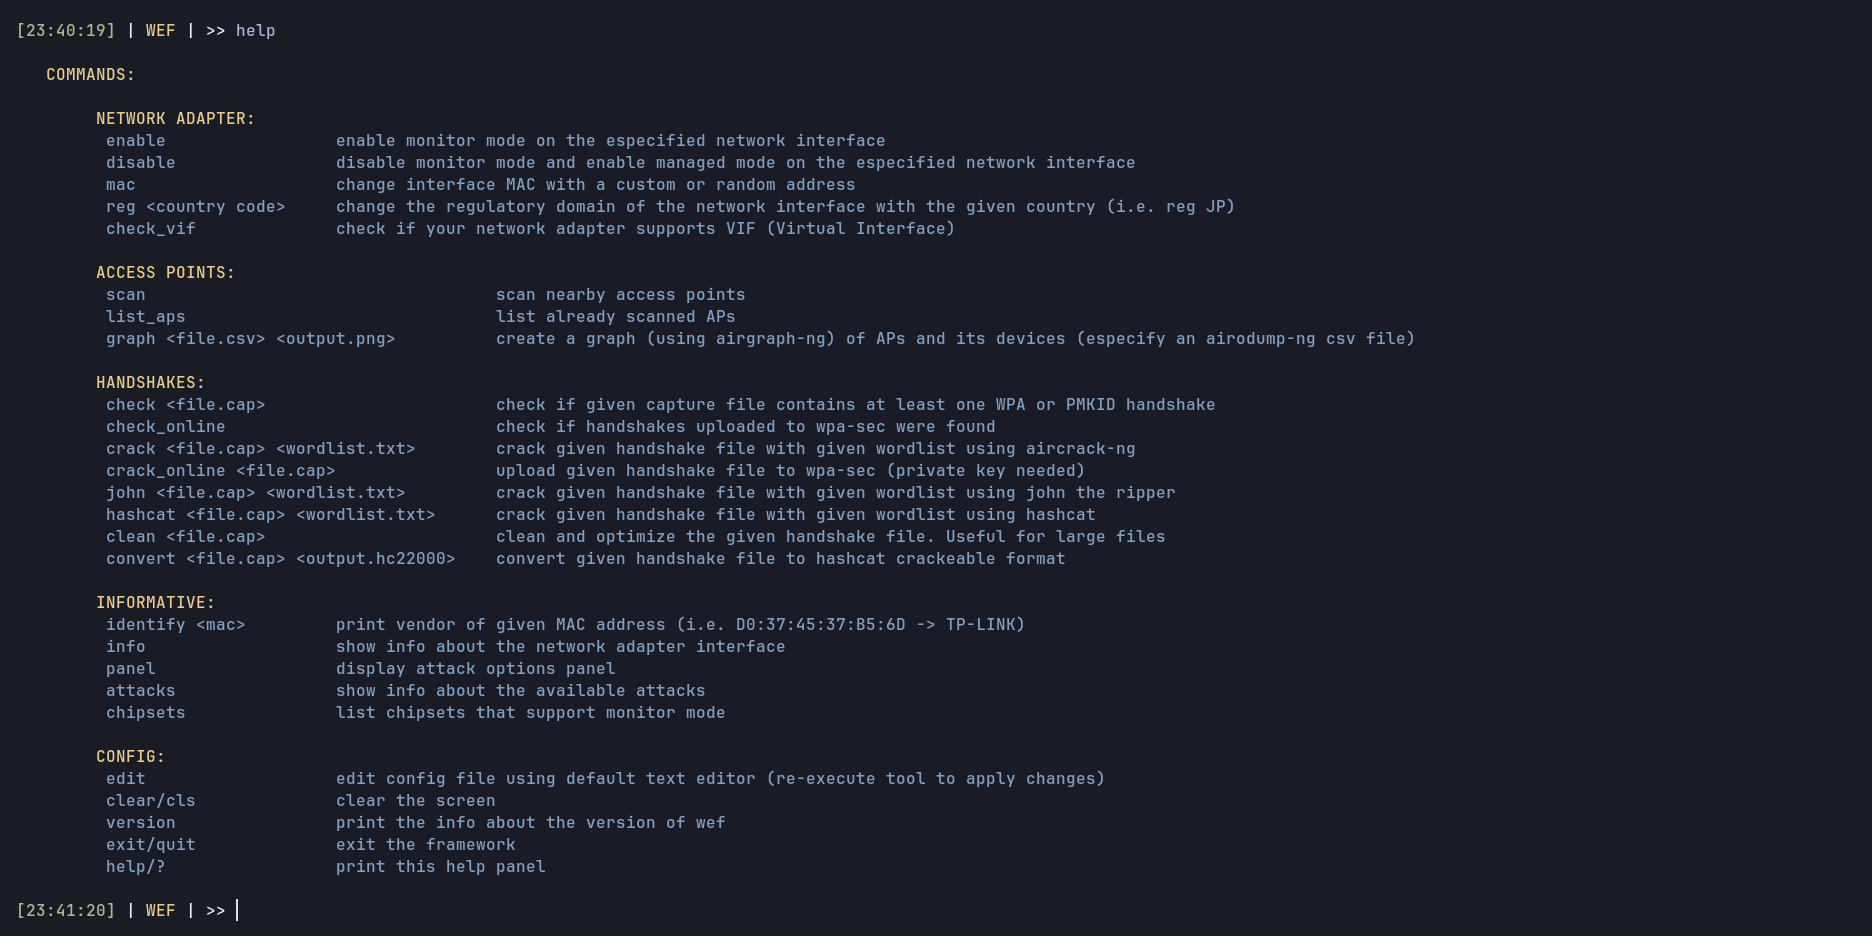 [23:40:19] | WEF | >> help
COMMANDS:
NETWORK ADAPTER:
enable enable monitor mode on the especified network interface
disable disable monitor mode and enable managed mode on the especified network interface
mac change interface MAC with a custom or random address
reg <country code> change the regulatory domain of the network interface with the given country (i.e. reg JP)
check_vif check if your network adapter supports VIF (Virtual Interface)
ACCESS POINTS:
scan scan nearby access points
list_aps list already scanned APs
graph <file.csv> <output.png> create a graph (using airgraph-ng) of APs and its devices (especify an airodump-ng csv file)
HANDSHAKES:
check <file.cap> check if given capture file contains at least one WPA or PMKID handshake
check_online check if handshakes uploaded to wpa-sec were found
crack <file.cap> <wordlist.txt> crack given handshake file with given wordlist using aircrack-ng
crack_online <file.cap> upload given handshake file to wpa-sec (private key needed)
john <file.cap> <wordlist.txt> crack given handshake file with given wordlist using john the ripper
hashcat <file.cap> <wordlist.txt> crack given handshake file with given wordlist using hashcat
clean <file.cap> clean and optimize the given handshake file. Useful for large files
convert <file.cap> <output.hc22000> convert given handshake file to hashcat crackeable format
INFORMATIVE:
identify <mac> print vendor of given MAC address (i.e. D0:37:45:37:B5:6D -> TP-LINK)
info show info about the network adapter interface
panel display attack options panel
attacks show info about the available attacks
chipsets list chipsets that support monitor mode
CONFIG:
edit edit config file using default text editor (re-execute tool to apply changes)
clear/cls clear the screen
version print the info about the version of wef
exit/quit exit the framework
help/? print this help panel
[23:41:20] | WEF | >>